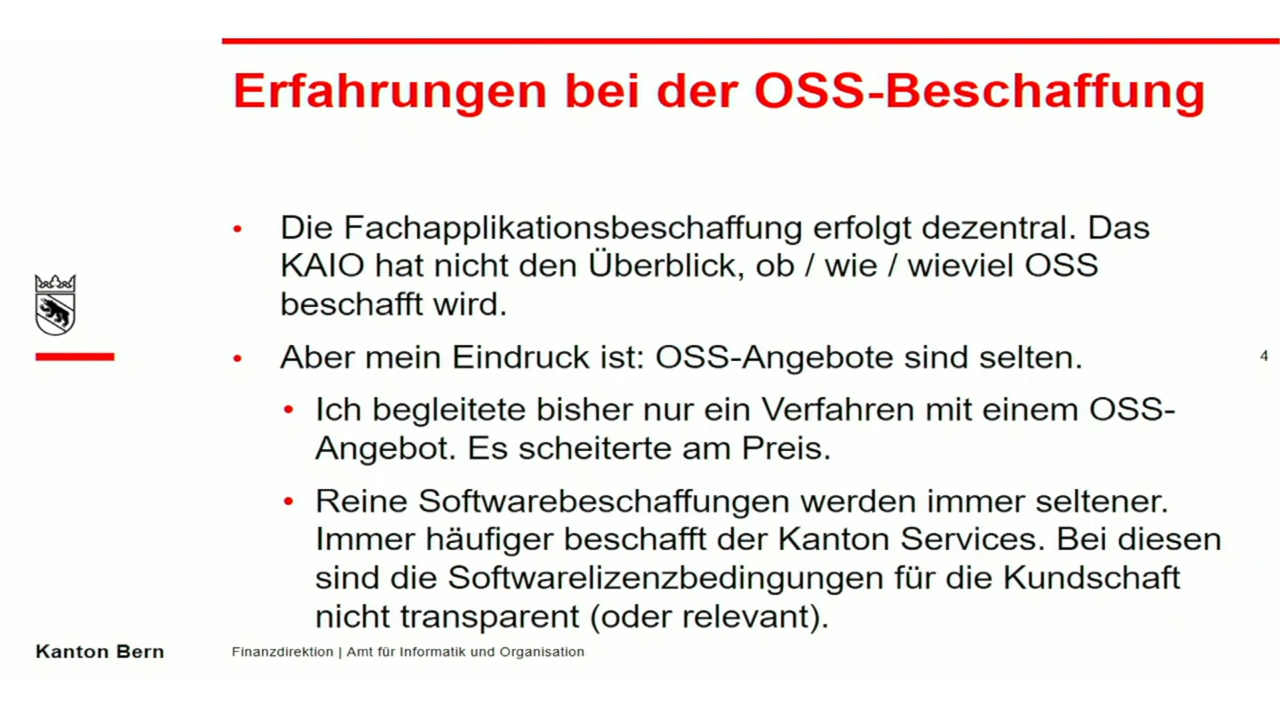 Erfahrungen bei der OSS-Beschaffung
• Die Fachapplikationsbeschaffung erfolgt dezentral. Das
KAIO hat nicht den Überblick, ob / wie / wieviel OSS
beschafft wird.
• Aber mein Eindruck ist: OSS-Angebote sind selten.
4
• Ich begleitete bisher nur ein Verfahren mit einem OSS-
Angebot. Es scheiterte am Preis.
• Reine Softwarebeschaffungen werden immer seltener.
Immer häufiger beschafft der Kanton Services. Bei diesen
sind die Softwarelizenzbedingungen für die Kundschaft
nicht transparent (oder relevant).
Kanton Bern
Finanzdirektion | Amt für Informatik und Organisation